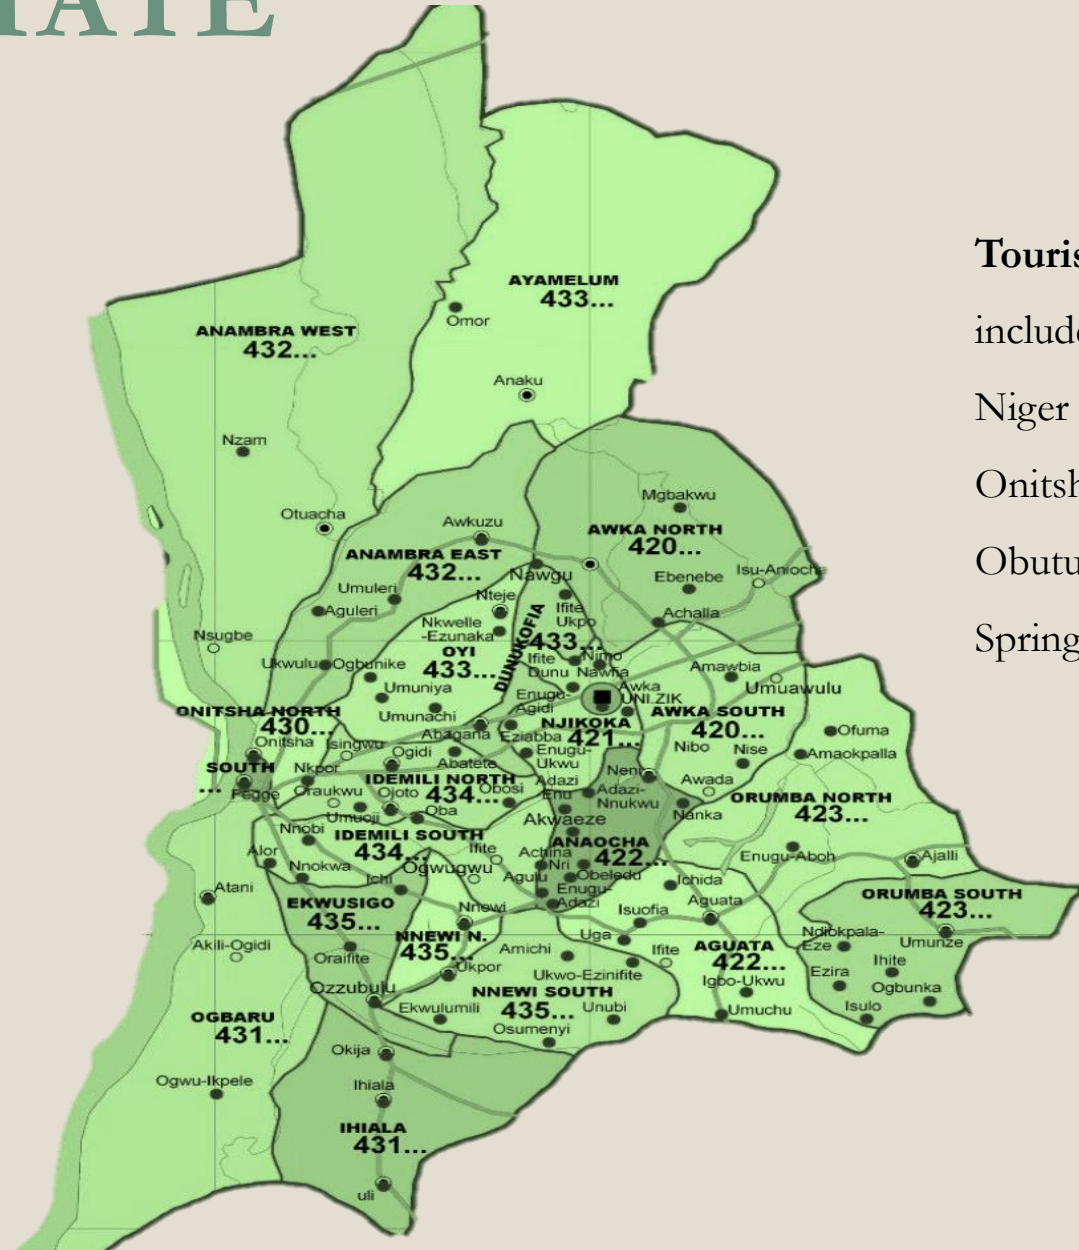 TATE
Touris
include
Niger
Onitsh
Obutu
Spring
AYAMELUM
433...
Omor
ANAMBRA WEST
432...
Anaku
Nzam
Mgbakwu
Otuacha
Awkuzu
AWKA NORTH
420...
ANAMBRA EAST
432...
Nawgu
Isu-Anioche
Ebenebe
Umuleri
Nteje
Aguleri
Ifite
Ukpo
Achalla
Nkwelle
-Ezunaka
Nsugbe
DUNUKOFIA
433...
OYI
433...
Ukwulu
Ogbunike
Ifite
Dunu
Nimo
Nawfia
Amawbia
Umuawulu
Umuniya
Enugu-
Agidi
Awka
UNI.ZIK
ONITSHA NORTH
430...
Umunachi
NJIKOKA
421...
AWKA SOUTH
420...
Abagana
Eziabba
Ofuma
Onitsha
Isingwu
Ogidi
Abatete
Enugu-
Ukwu
Nibo
Nise
Amaokpalla
SOUTH
...
Nkpor
IDEMILI NORTH
434...
Obosi
Adazi
Enu
Neni
Adazi-
Nnukwu
Awada
Fegge
Oraukwu
Ojoto
ORUMBA NORTH
423...
Umuoji
Oba
Akwaeze
Nanka
Nnobi
IDEMILI SOUTH
434...
ANAOCHA
422...
Alor
Ifite
Achina
Nri
Enugu-Aboh
Ajalli
Nnokwa
Ogwugwu
Agulu
Obeledu
Ichi
Ichida
Atani
Enugu-
Adazi
Aguata
ORUMBA SOUTH
423...
EKWUSIGO
435...
Nnewi
Isuofia
NNEWI N.
435...
Uga
Ndiokpala-
Eze
Umunze
Akili-Ogidi
Oraifite
Amichi
Ifite
AGUATA
422...
Ukpor
Ukwo-Ezinifite
Ihite
Ezira
Ozzubulu
NNEWI SOUTH
435...
Igbo-Ukwu
Ogbunka
Ekwulumili
Unubi
Umuchu
Isulo
OGBARU
431...
Osumenyi
Okija
Ogwu-Ikpele
Ihiala
IHIALA
431...
uli